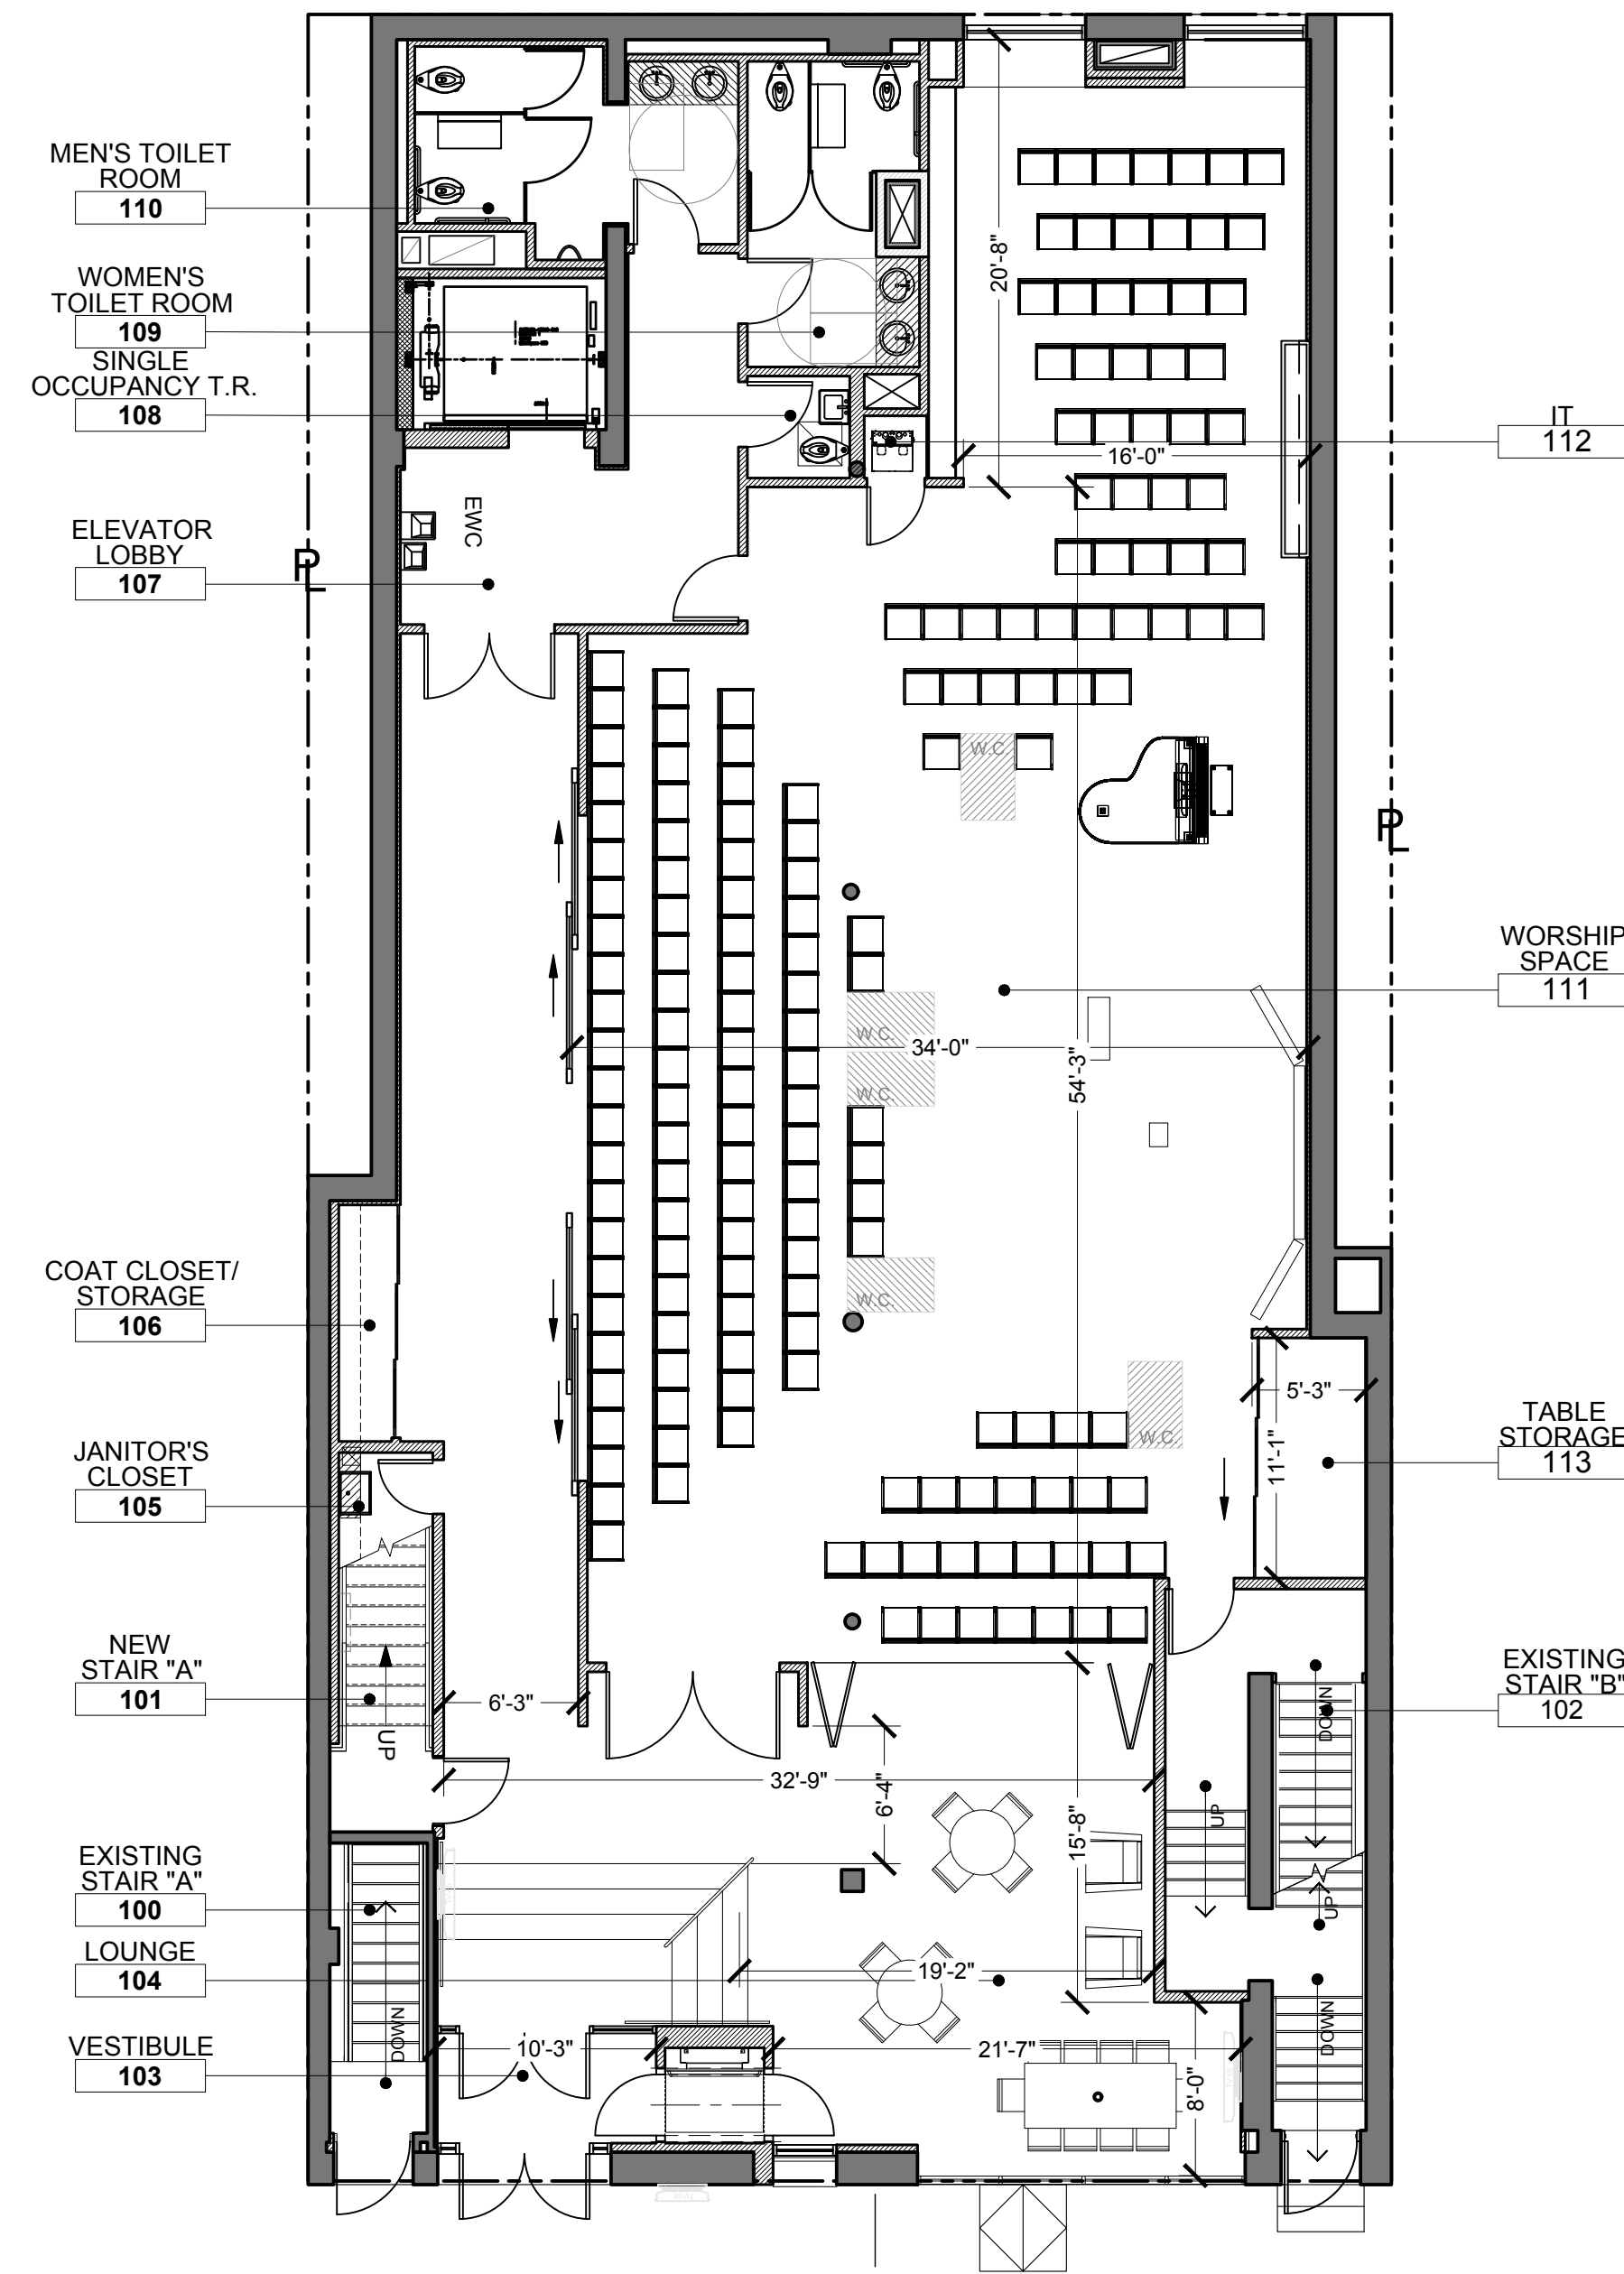 MEN'S TOILET
ROOM
110
WOMEN'S
TOILET ROOM
109
SINGLE
OCCUPANCY T.R.
108
ELEVATOR
LOBBY
107
COAT CLOSET/
STORAGE
106
JANITOR'S
CLOSET
105
NEW
STAIR "A"
101
EXISTING
STAIR "A"
100
LOUNGE
104
VESTIBULE
103
IT
112
WORSHIP
SPACE
111
TABLE
STORAGE
113
EXISTING
STAIR "B"
102
PL
PL
EWC
20'-8"
16'-0"
W.C.
W.C.
W.C.
W.C.
W.C.
34'-0"
54'-3"
5'-3"
11'-1"
6'-3"
UP
32'-9"
6'-4"
15'-8"
19'-2"
10'-3"
21'-7"
8'-0"
DOWN
DOWN
UP
UP
DOWN